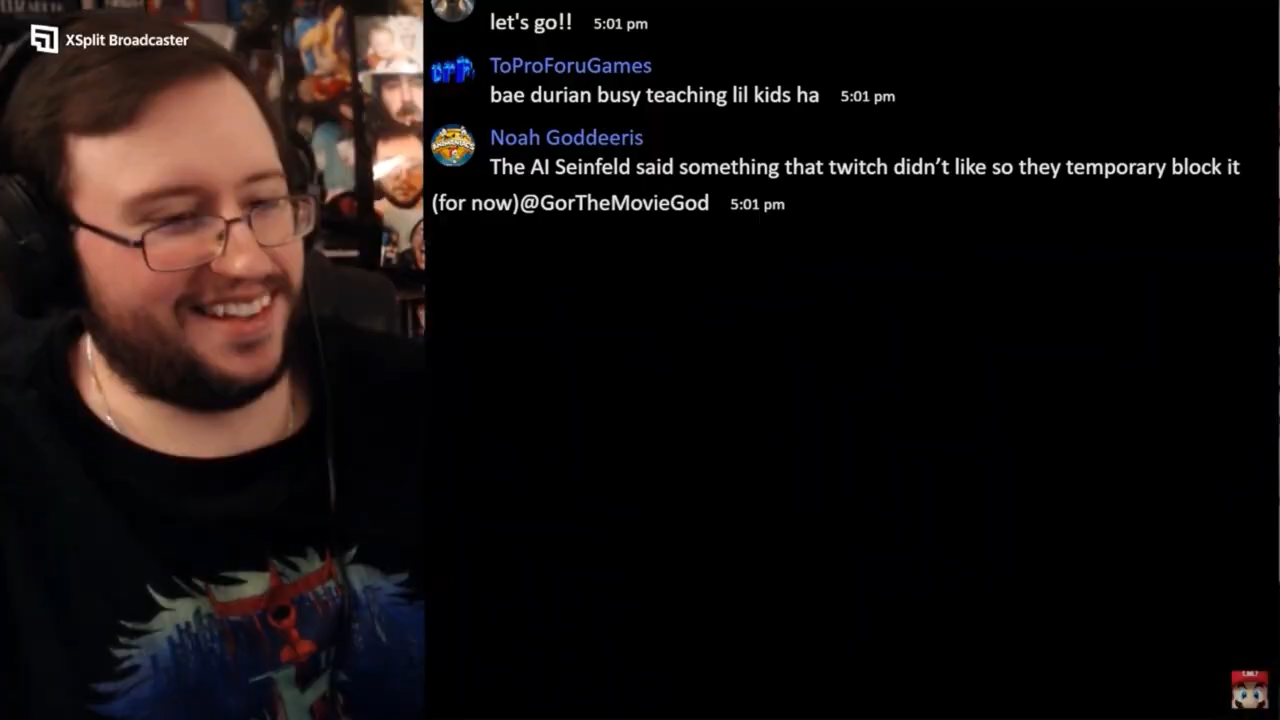 XSplit Broadcaster
let's go!! 5:01 pm
ToProForuGames
bae durian busy teaching lil kids ha 5:01 pm
Noah Goddeeris
The AI Seinfeld said something that twitch didn’t like so they temporary block it
(for now)@GorTheMovieGod 5:01 pm